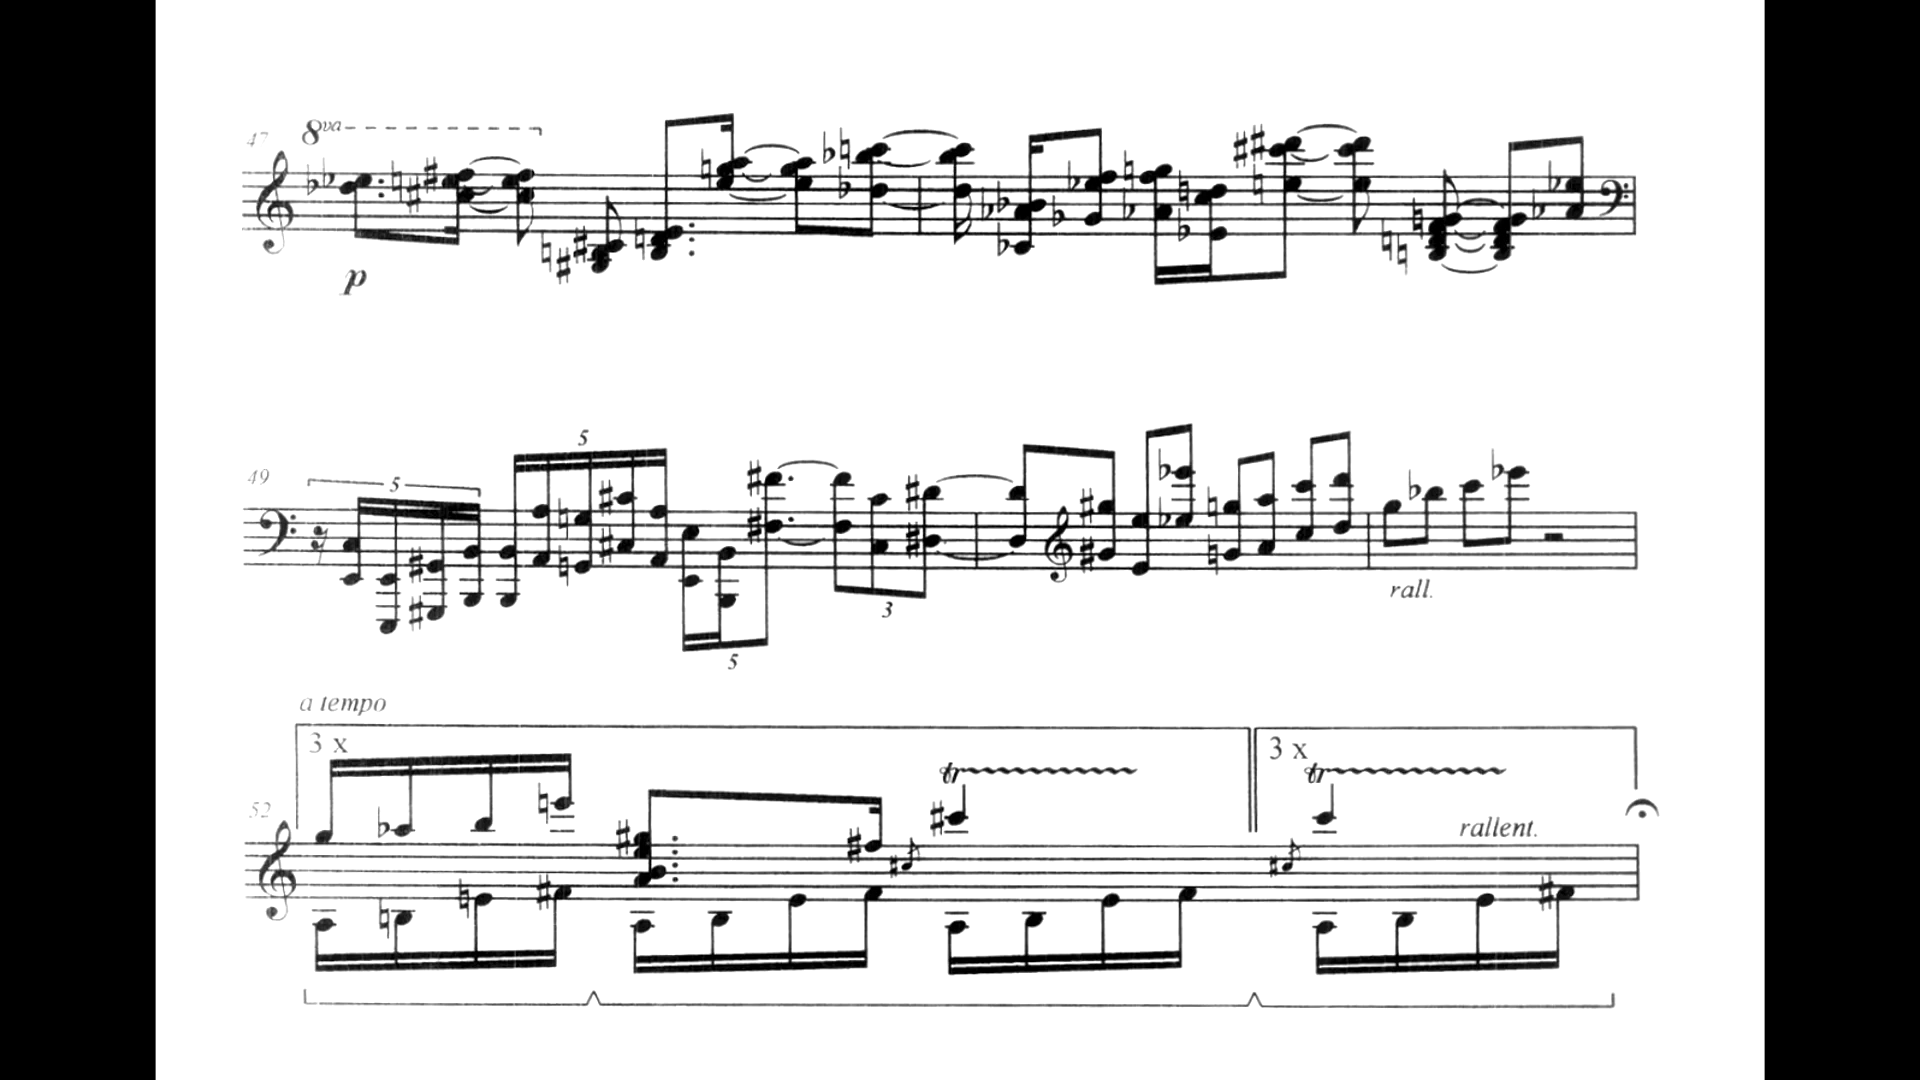 47 8va
p
49 5 5
5 3 rall.
a tempo
3 x tr 3 x tr
52 rallent.